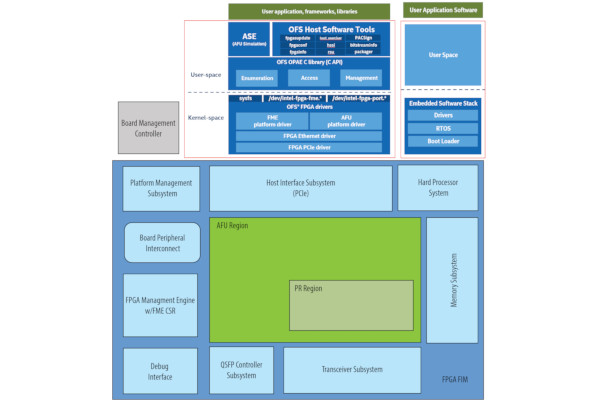 User application, frameworks, libraries
User Application Software
ASE
(AFU Simulation)
OFS Host Software Tools
fpgasupdate
host_exerciser
PACSign
fpgaconf
hssi
bitstreaminfo
fpgainfo
rsu
packager
User Space
OFS OPAE C library (C API)
User-space
Enumeration
Access
Management
sysfs
/dev/intel-fpga-fme.*
/dev/intel-fpga-port.*
Embedded Software Stack
Kernel-space
OFS* FPGA drivers
Drivers
FME
platform driver
AFU
platform driver
RTOS
Board Management
Controller
FPGA Ethernet driver
Boot Loader
FPGA PCIe driver
Platform Management
Subsystem
Host Interface Subsystem
(PCIe)
Hard Processor
System
Board Peripheral
Interconnect
AFU Region
Memory Subsystem
FPGA Managment Engine
w/FME CSR
PR Region
Debug
Interface
QSFP Controller
Subsystem
Transceiver Subsystem
FPGA FIM